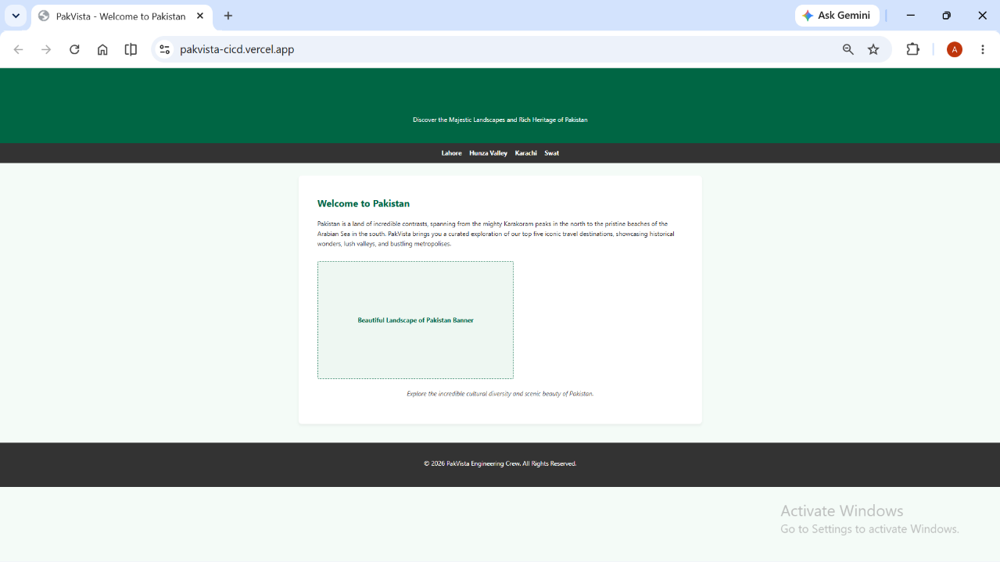 PakVista - Welcome to Pakistan
Ask Gemini
pakvista-cicd.vercel.app
A
Discover the Majestic Landscapes and Rich Heritage of Pakistan
Lahore Hunza Valley Karachi Swat
Welcome to Pakistan
Pakistan is a land of incredible contrasts, spanning from the mighty Karakoram peaks in the north to the pristine beaches of the
Arabian Sea in the south. PakVista brings you a curated exploration of our top five iconic travel destinations, showcasing historical
wonders, lush valleys, and bustling metropolises.
Beautiful Landscape of Pakistan Banner
Explore the incredible cultural diversity and scenic beauty of Pakistan.
© 2026 PakVista Engineering Crew. All Rights Reserved.
Activate Windows
Go to Settings to activate Windows.